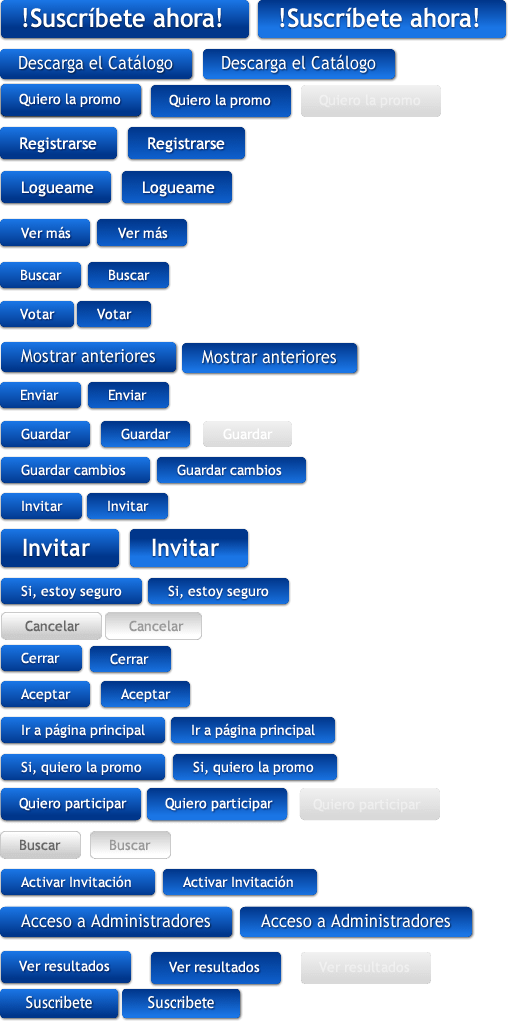 !Suscríbete ahora! !Suscríbete ahora!
Descarga el Catálogo Descarga el Catálogo
Quiero la promo Quiero la promo Quiero la promo
Registrarse Registrarse
Logueame Logueame
Ver más Ver más
Buscar Buscar
Votar Votar
Mostrar anteriores Mostrar anteriores
Enviar Enviar
Guardar Guardar Guardar
Guardar cambios Guardar cambios
Invitar Invitar
Invitar Invitar
Si, estoy seguro Si, estoy seguro
Cancelar Cancelar
Cerrar Cerrar
Aceptar Aceptar
Ir a página principal Ir a página principal
Si, quiero la promo Si, quiero la promo
Quiero participar Quiero participar Quiero participar
Buscar Buscar
Activar Invitación Activar Invitación
Acceso a Administradores Acceso a Administradores
Ver resultados Ver resultados Ver resultados
Suscribete Suscribete